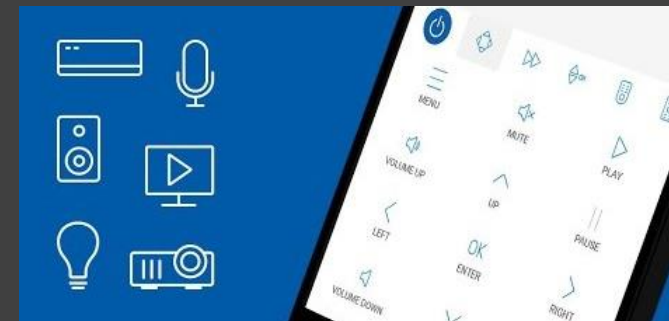 MENU
MUTE
PLAY
VOLUME UP
UP
PAUSE
LEFT
OK
ENTER
RIGHT
VOLUME DOWN